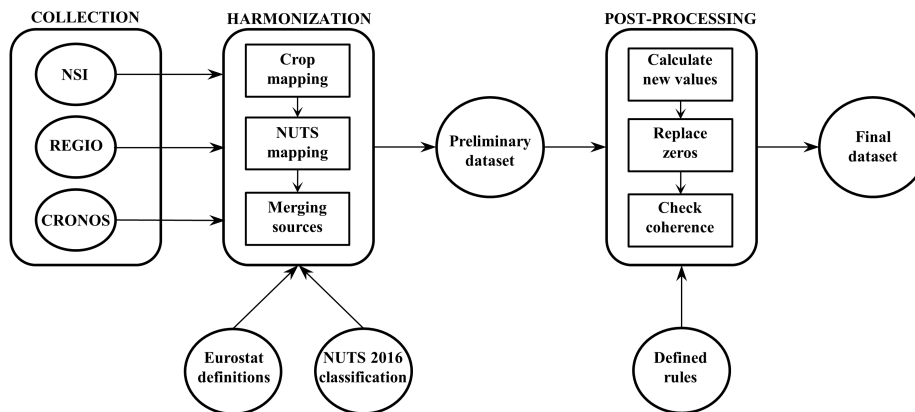 COLLECTION
NSI
REGIO
CRONOS
HARMONIZATION
Crop
mapping
NUTS
mapping
Merging
sources
Eurostat
definitions
NUTS 2016
classification
Preliminary
dataset
POST-PROCESSING
Calculate
new values
Replace
zeros
Check
coherence
Defined
rules
Final
dataset